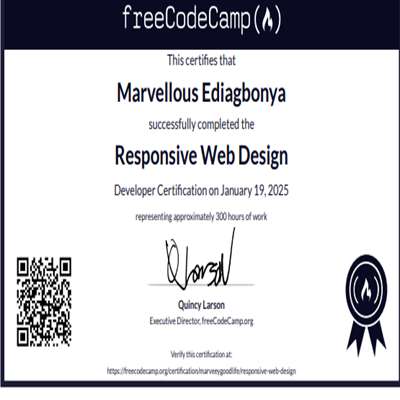 freeCodeCamp(🔥)
This certifies that
Marvellous Ediagbonya
successfully completed the
Responsive Web Design
Developer Certification on January 19, 2025
representing approximately 300 hours of work
Quincy Larson
Quincy Larson
Executive Director, freeCodeCamp.org
Verify this certification at:
https://freecodecamp.org/certification/marveeygoodlife/responsive-web-design